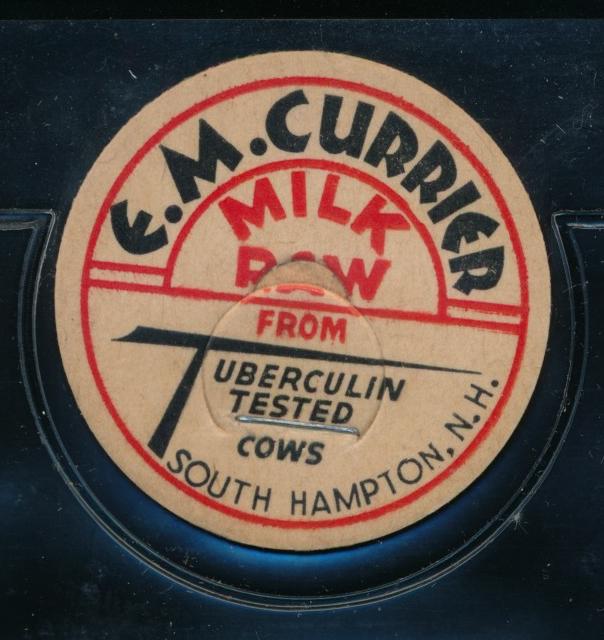 E.M. CURRIER
MILK
RAW
FROM
TUBERCULIN
TESTED
COWS
SOUTH HAMPTON, N.H.